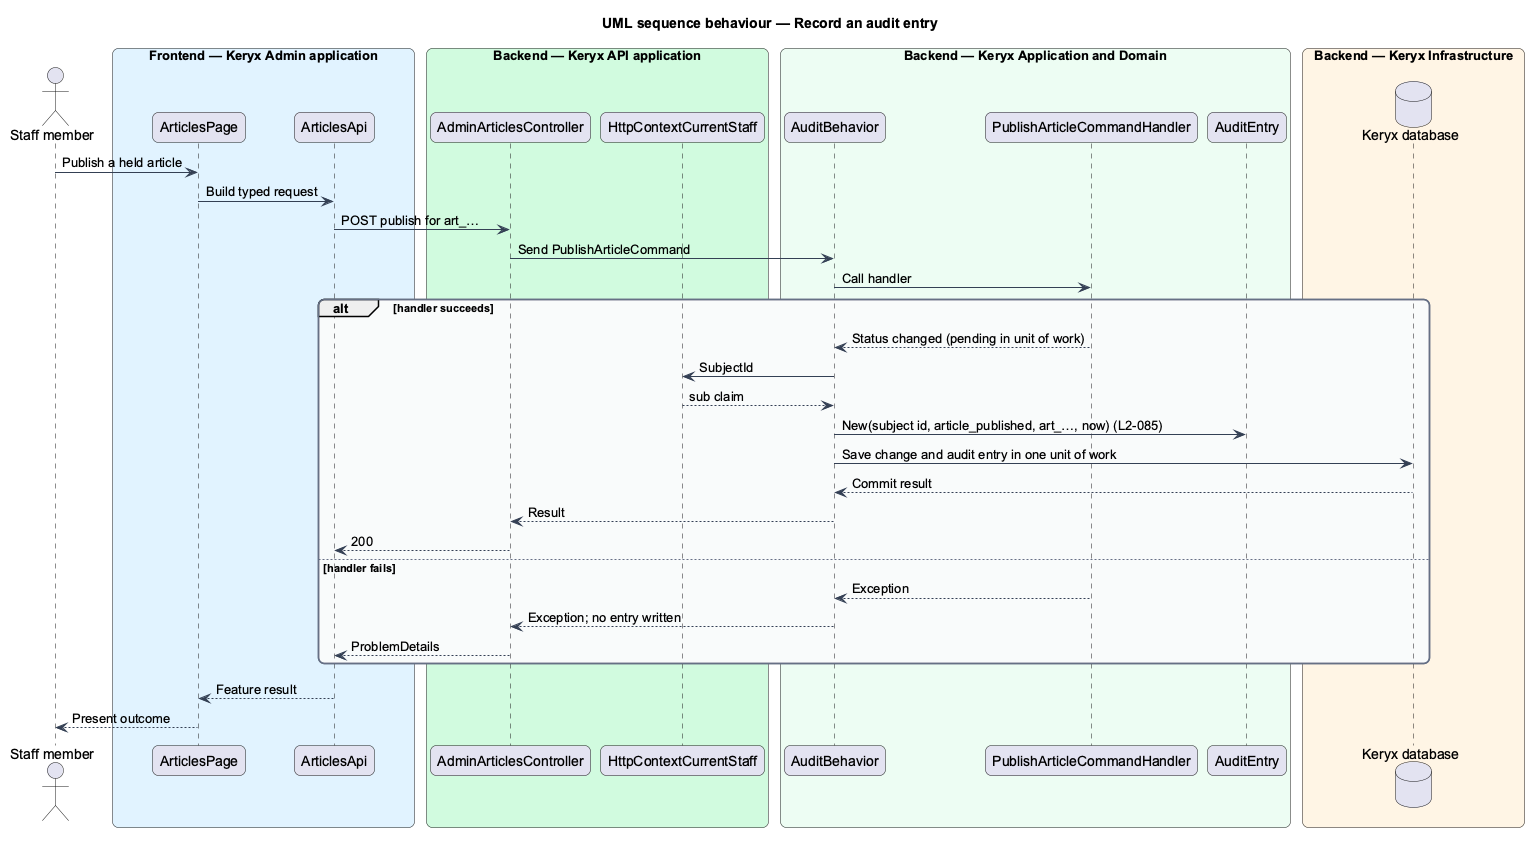 UML sequence behaviour — Record an audit entry
Frontend — Keryx Admin application
Backend — Keryx API application
Backend — Keryx Application and Domain
Backend — Keryx Infrastructure
Staff member
ArticlesPage
ArticlesApi
AdminArticlesController
HttpContextCurrentStaff
AuditBehavior
PublishArticleCommandHandler
AuditEntry
Keryx database
Publish a held article
Build typed request
POST publish for art_…
Send PublishArticleCommand
Call handler
alt
[handler succeeds]
Status changed (pending in unit of work)
SubjectId
sub claim
New(subject id, article_published, art_…, now) (L2-085)
Save change and audit entry in one unit of work
Commit result
Result
200
[handler fails]
Exception
Exception; no entry written
ProblemDetails
Feature result
Present outcome
Staff member
ArticlesPage
ArticlesApi
AdminArticlesController
HttpContextCurrentStaff
AuditBehavior
PublishArticleCommandHandler
AuditEntry
Keryx database